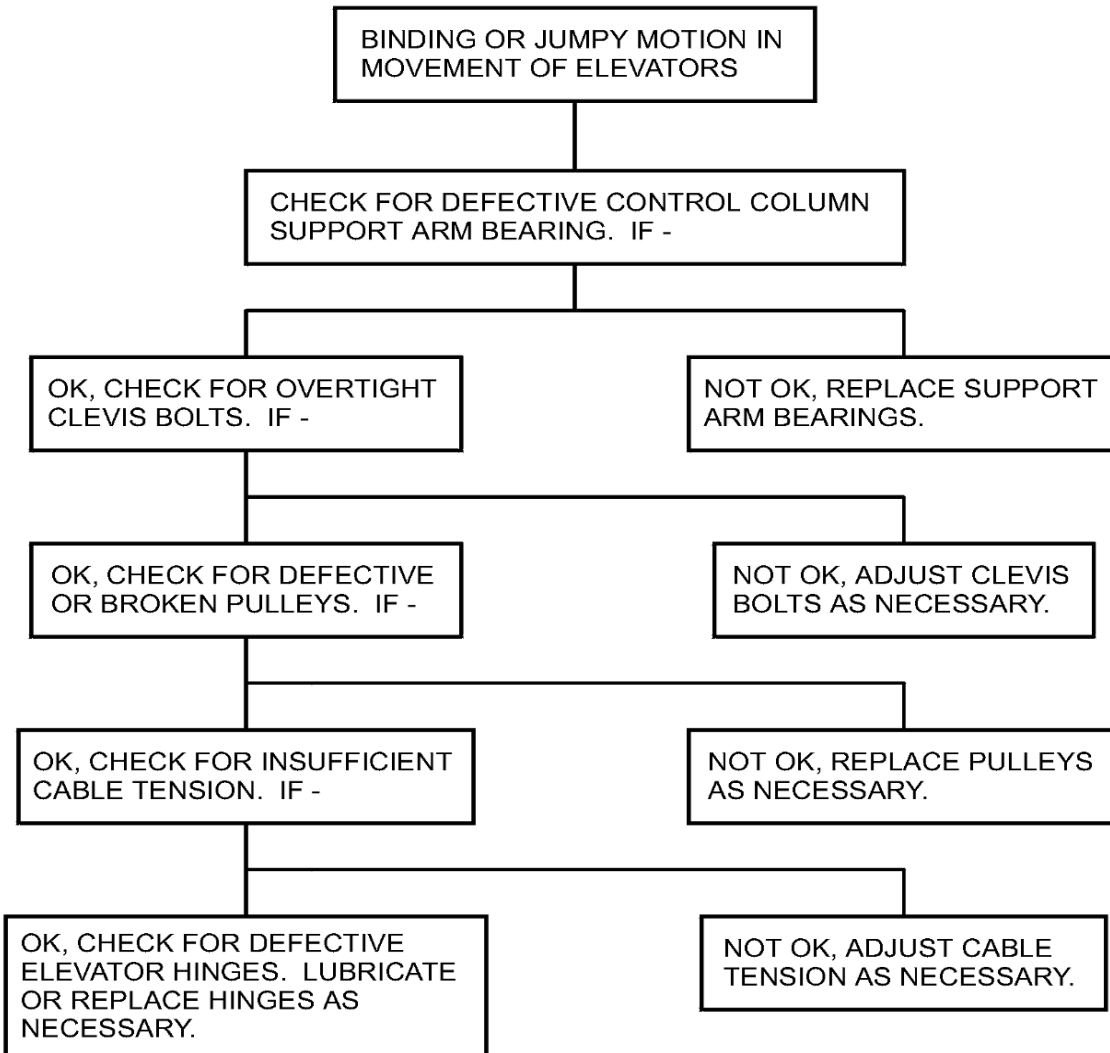 BINDING OR JUMPY MOTION IN
MOVEMENT OF ELEVATORS
CHECK FOR DEFECTIVE CONTROL COLUMN
SUPPORT ARM BEARING. IF -
OK, CHECK FOR OVERTIGHT
CLEVIS BOLTS. IF -
NOT OK, REPLACE SUPPORT
ARM BEARINGS.
OK, CHECK FOR DEFECTIVE
OR BROKEN PULLEYS. IF -
NOT OK, ADJUST CLEVIS
BOLTS AS NECESSARY.
OK, CHECK FOR INSUFFICIENT
CABLE TENSION. IF -
NOT OK, REPLACE PULLEYS
AS NECESSARY.
OK, CHECK FOR DEFECTIVE
ELEVATOR HINGES. LUBRICATE
OR REPLACE HINGES AS
NECESSARY.
NOT OK, ADJUST CABLE
TENSION AS NECESSARY.